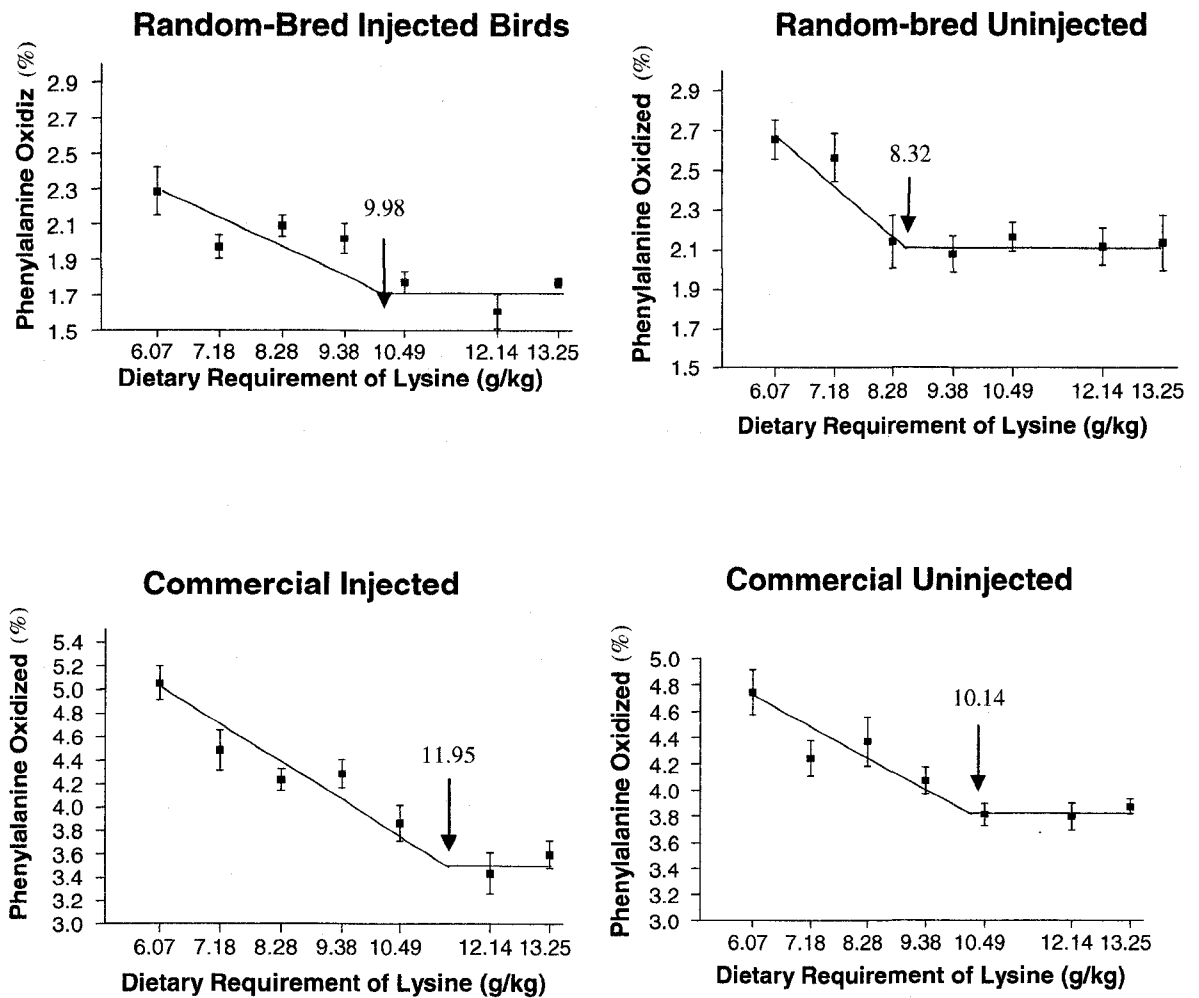 Random-Bred Injected Birds
Phenylalanine Oxidiz (%)
2.9
2.7
2.5
2.3
2.1
1.9
1.7
1.5
9.98
6.07 7.18 8.28 9.38 10.49 12.14 13.25
Dietary Requirement of Lysine (g/kg)
Random-bred Uninjected
Phenylalanine Oxidized (%)
2.9
2.7
2.5
2.3
2.1
1.9
1.7
1.5
8.32
6.07 7.18 8.28 9.38 10.49 12.14 13.25
Dietary Requirement of Lysine (g/kg)
Commercial Injected
Phenylalanine Oxidized (%)
5.4
5.2
5.0
4.8
4.6
4.4
4.2
4.0
3.8
3.6
3.4
3.2
3.0
11.95
6.07 7.18 8.28 9.38 10.49 12.14 13.25
Dietary Requirement of Lysine (g/kg)
Commercial Uninjected
Phenylalanine Oxidized (%)
5.0
4.8
4.6
4.4
4.2
4.0
3.8
3.6
3.4
3.2
3.0
10.14
6.07 7.18 8.28 9.38 10.49 12.14 13.25
Dietary Requirement of Lysine (g/kg)